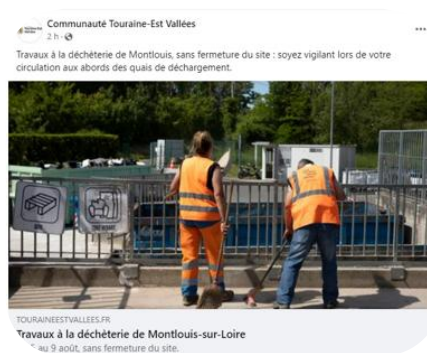 Communauté Touraine-Est Vallées
2 h ·
Travaux à la déchèterie de Montlouis, sans fermeture du site : soyez vigilant lors de votre
circulation aux abords des quais de déchargement.
TOURAINEESTVALLEES.FR
Travaux à la déchèterie de Montlouis-sur-Loire
au 9 août, sans fermeture du site.